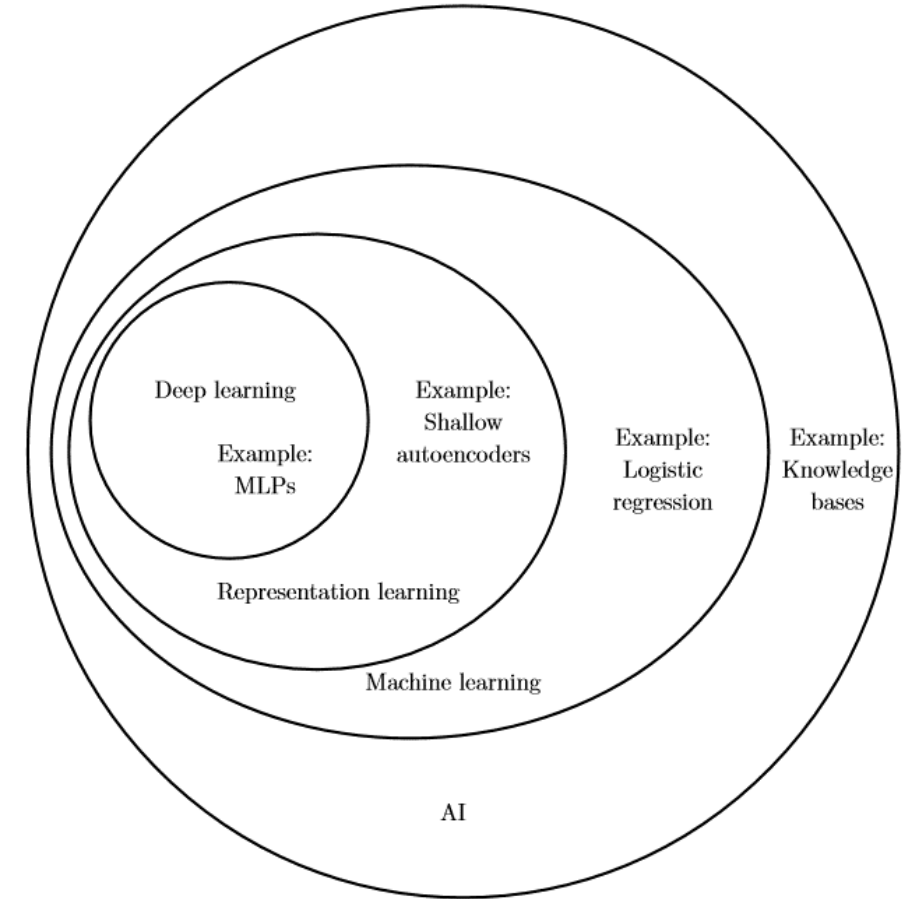 Deep learning
Example:
MLPs
Example:
Shallow
autoencoders
Example:
Logistic
regression
Example:
Knowledge
bases
Representation learning
Machine learning
AI